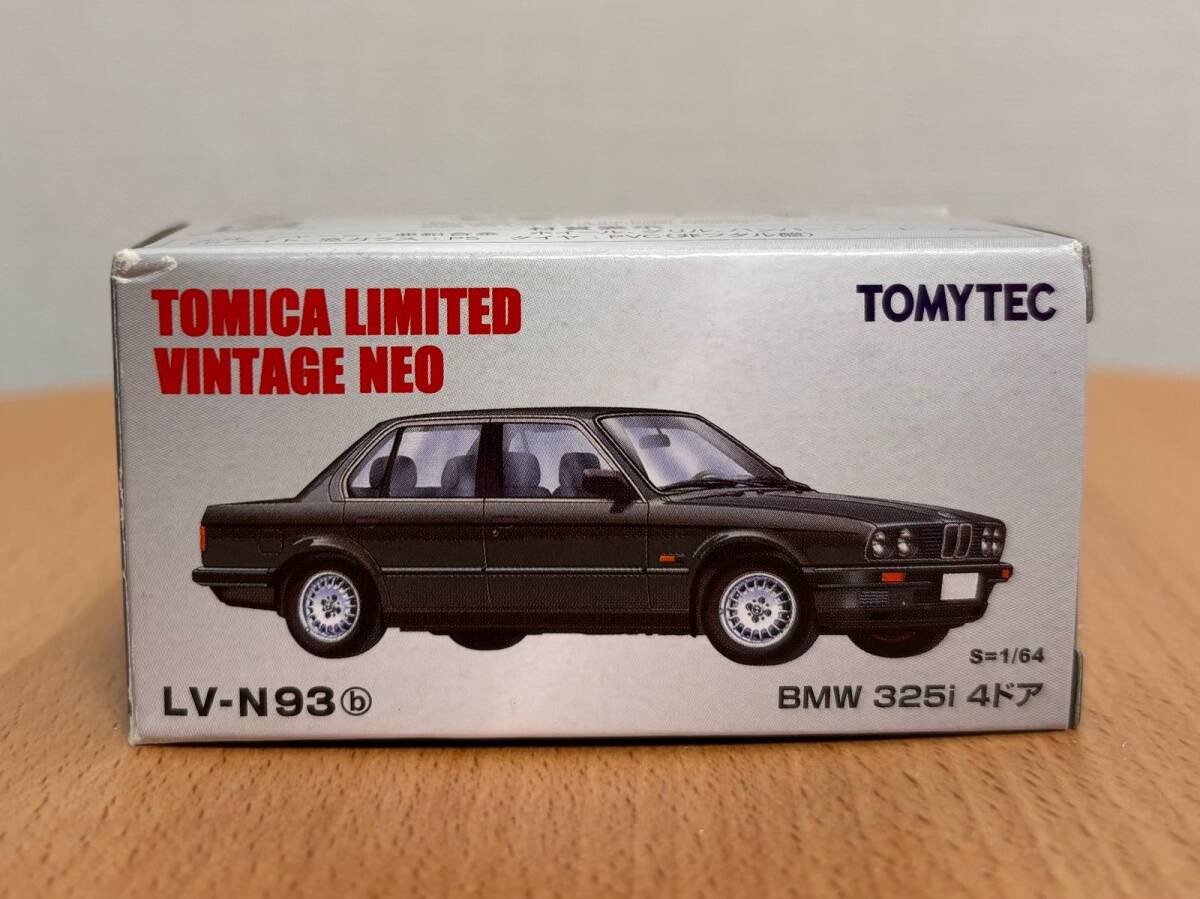 TOMICA LIMITED
VINTAGE NEO
TOMYTEC
S=1/64
LV-N93ⓑ
BMW 325i 4ドア